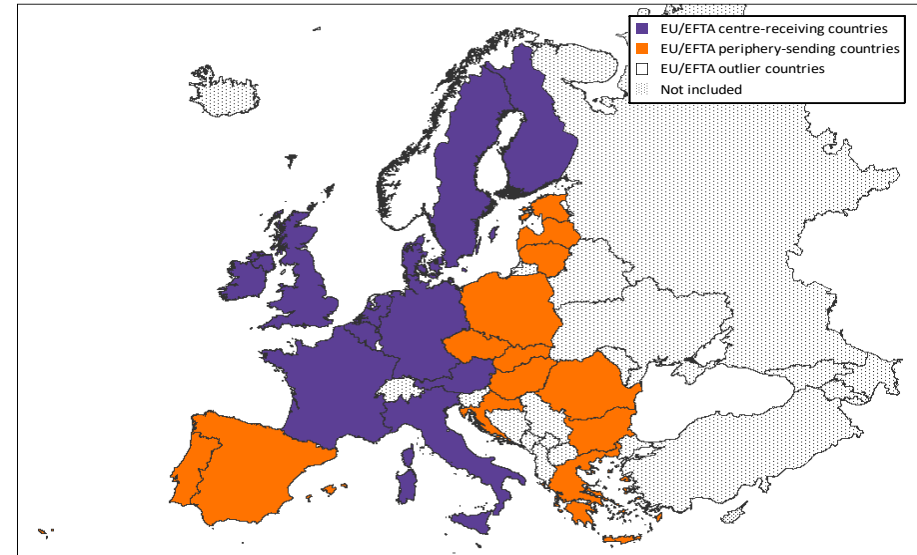 EU/EFTA centre-receiving countries
EU/EFTA periphery-sending countries
EU/EFTA outlier countries
Not included